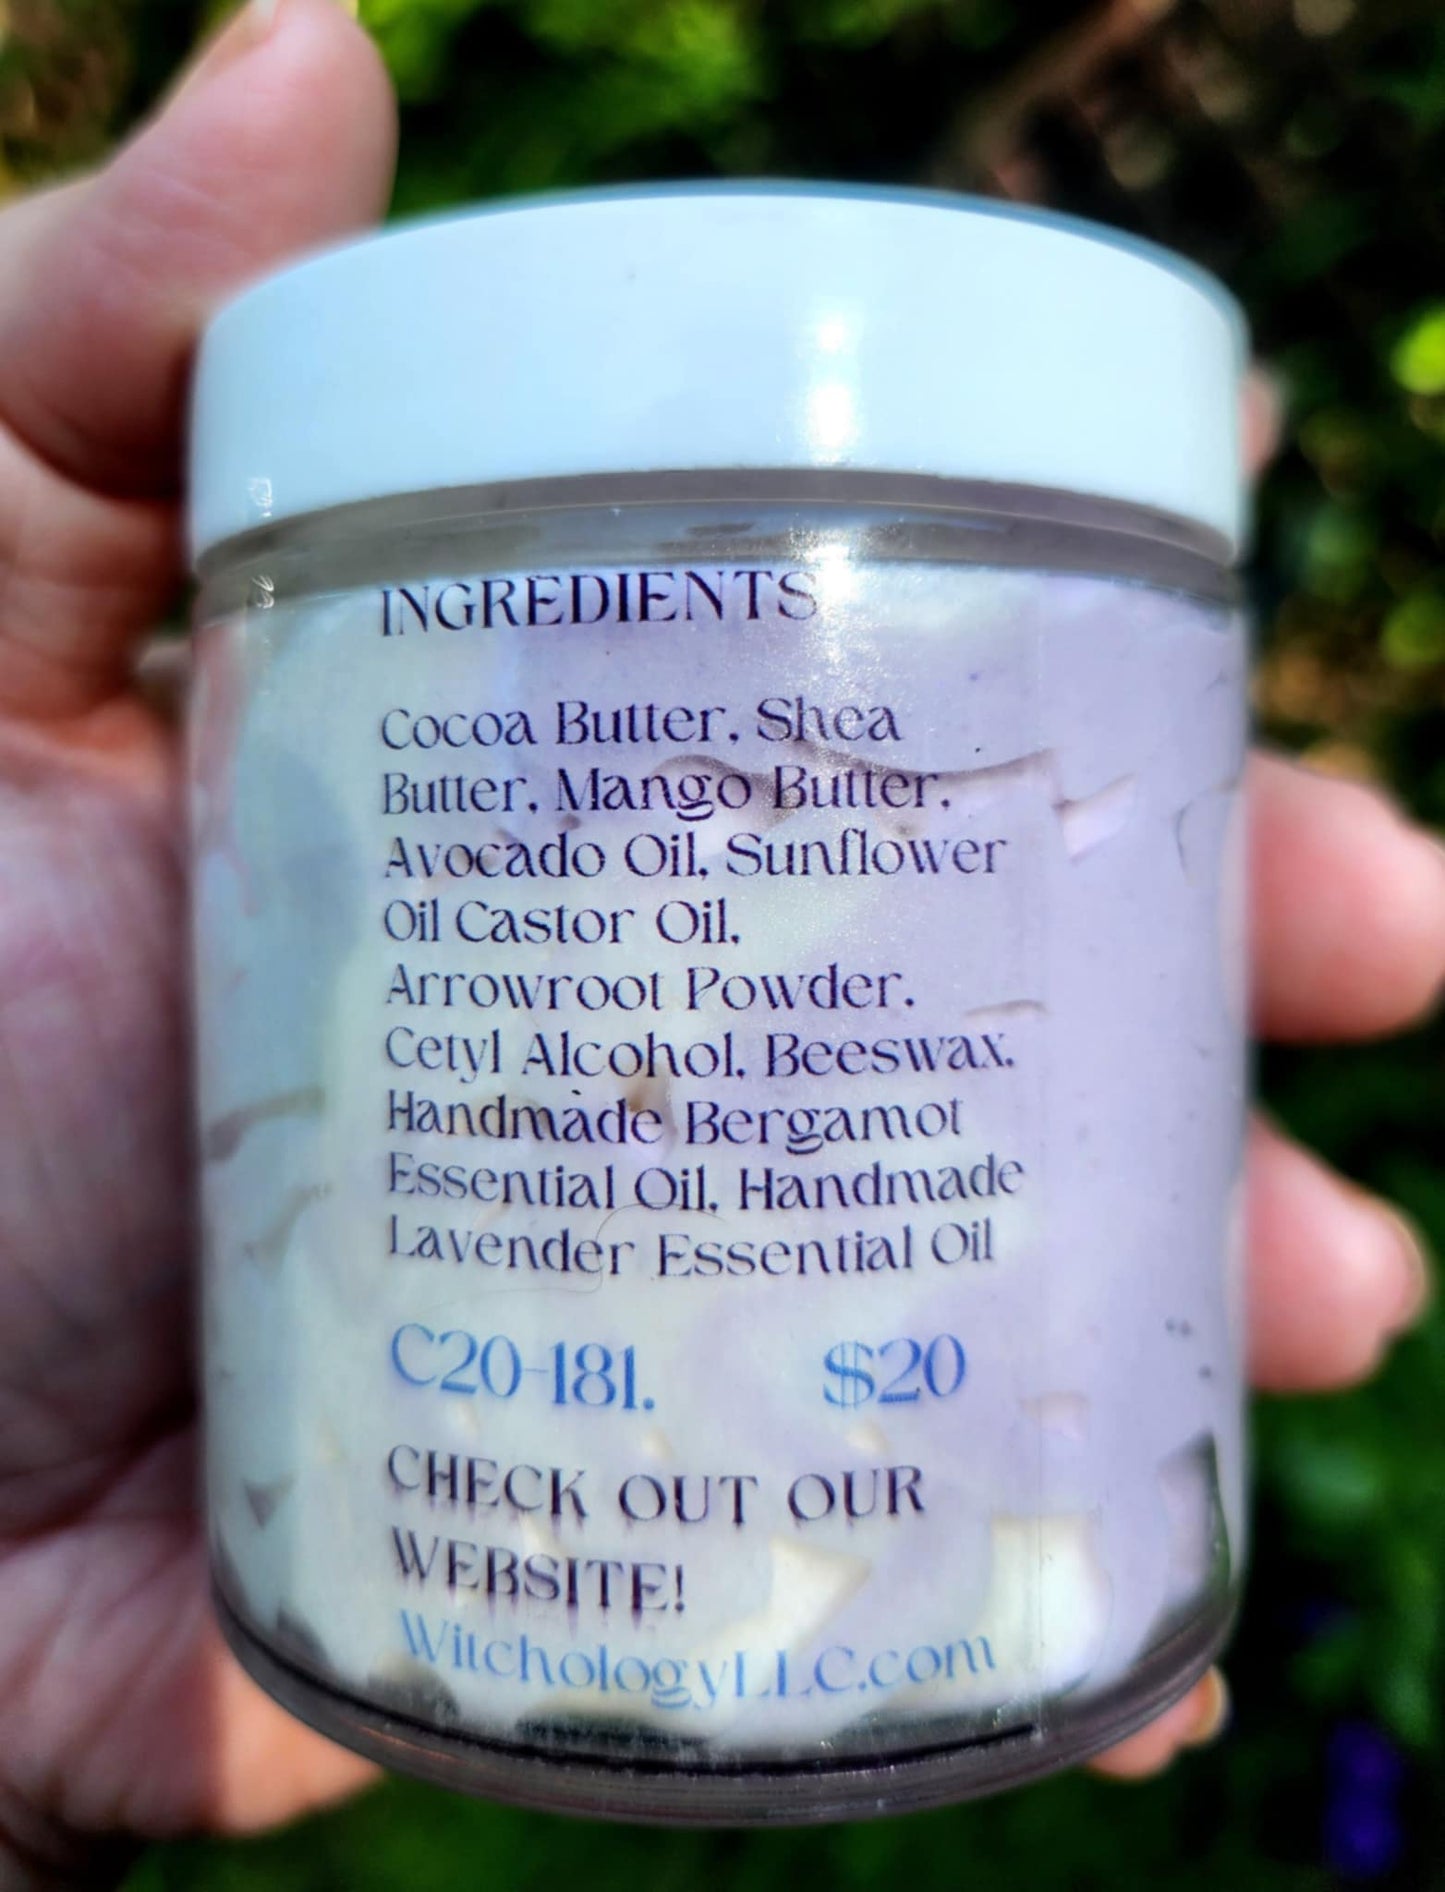 INGREDIENTS
Cocoa Butter, Shea
Butter, Mango Butter,
Avocado Oil, Sunflower
Oil Castor Oil,
Arrowroot Powder,
Cetyl Alcohol, Beeswax,
Handmade Bergamot
Essential Oil, Handmade
Lavender Essential Oil
C20-181. $20
CHECK OUT OUR
WEBSITE!
WitchologyLLC.com